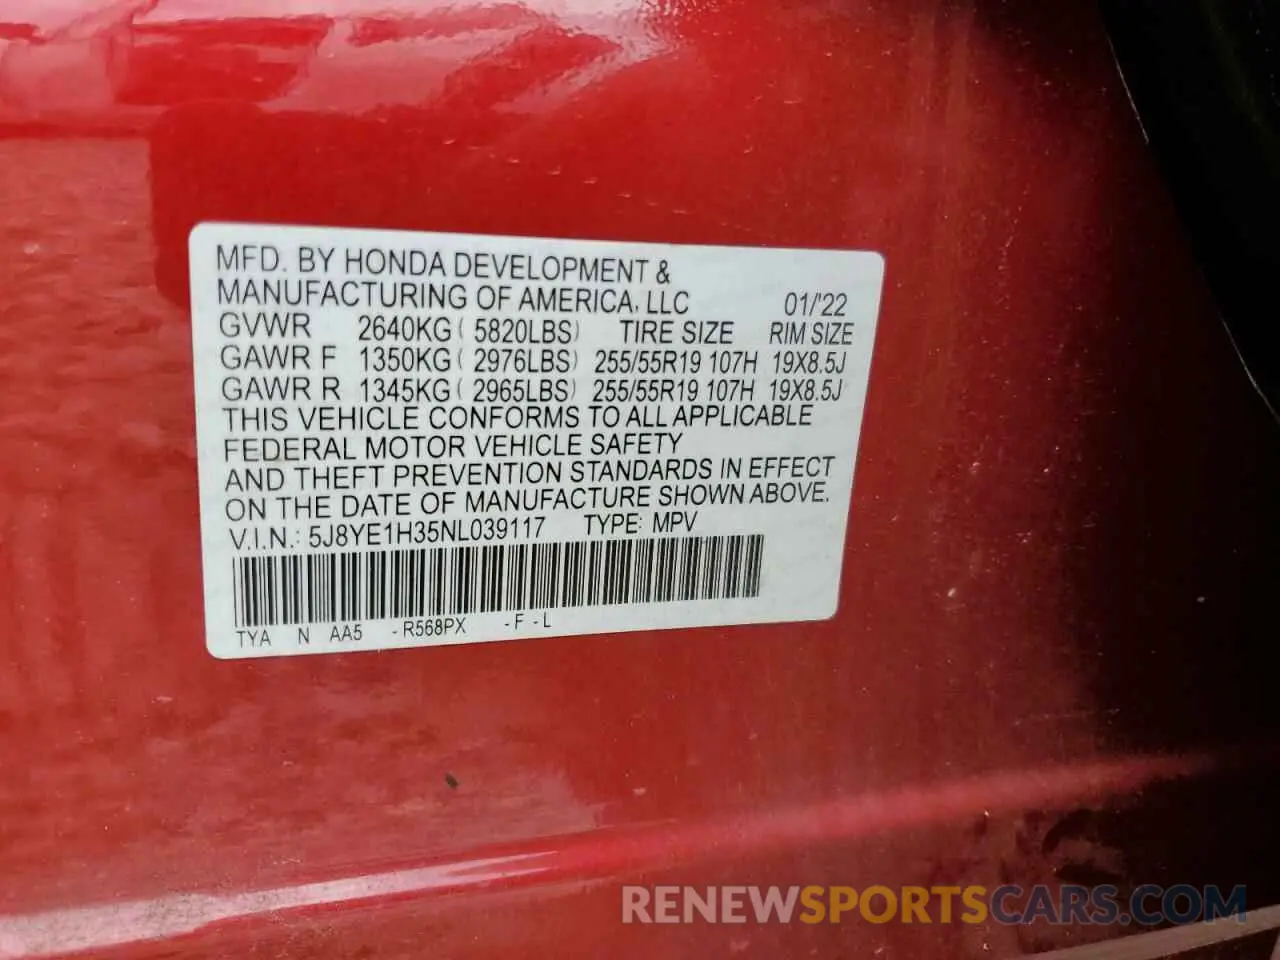 MFD. BY HONDA DEVELOPMENT &
MANUFACTURING OF AMERICA, LLC 01/'22
GVWR 2640KG ( 5820LBS) TIRE SIZE RIM SIZE
GAWR F 1350KG ( 2976LBS) 255/55R19 107H 19X8.5J
GAWR R 1345KG ( 2965LBS) 255/55R19 107H 19X8.5J
THIS VEHICLE CONFORMS TO ALL APPLICABLE
FEDERAL MOTOR VEHICLE SAFETY
AND THEFT PREVENTION STANDARDS IN EFFECT
ON THE DATE OF MANUFACTURE SHOWN ABOVE.
V.I.N.: 5J8YE1H35NL039117 TYPE: MPV
TYA N AA5 - R568PX - F - L
RENEWSPORTSCARS.COM